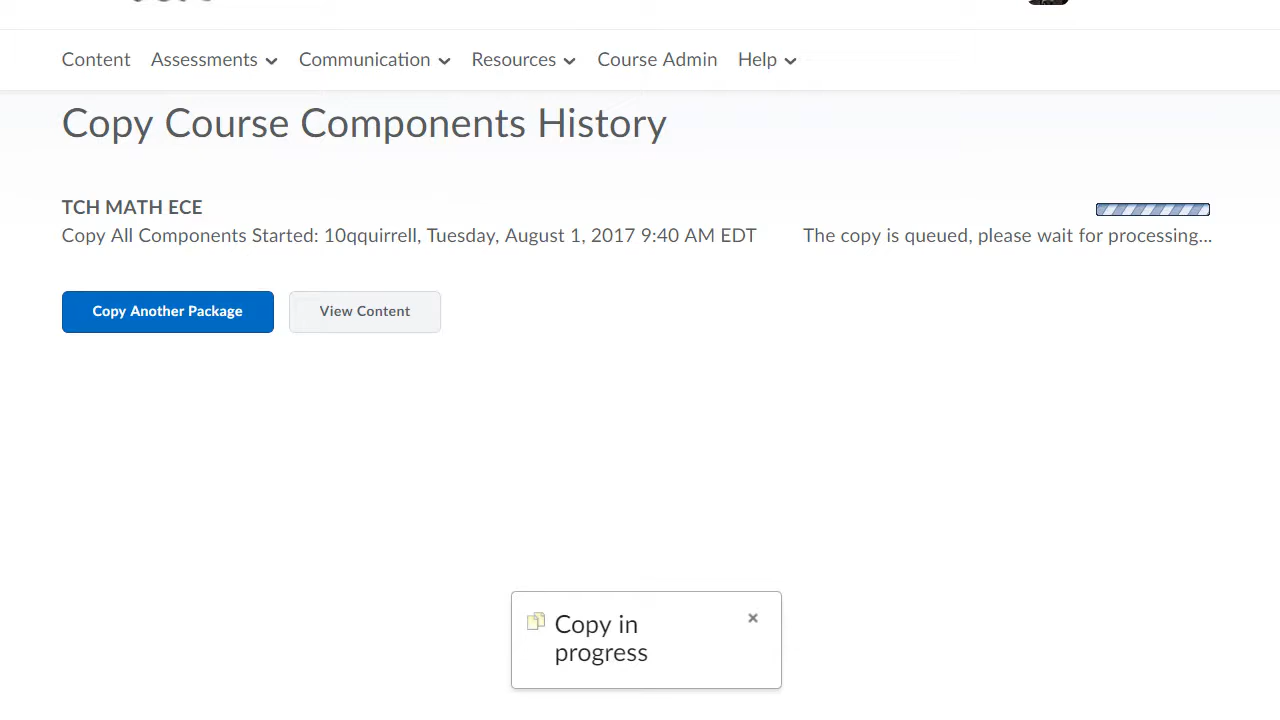 Content Assessments Communication Resources Course Admin Help
Copy Course Components History
TCH MATH ECE
Copy All Components Started: 10qquirrell, Tuesday, August 1, 2017 9:40 AM EDT The copy is queued, please wait for processing...
Copy Another Package View Content
Copy in
progress